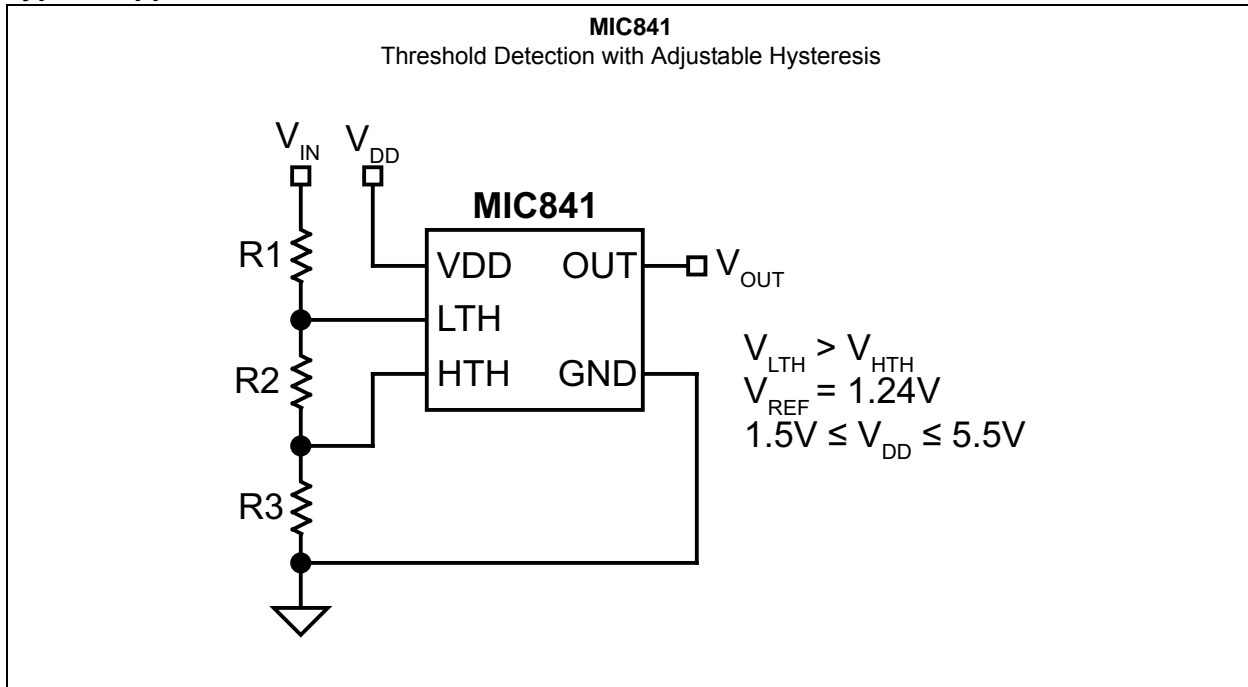 MIC841
Threshold Detection with Adjustable Hysteresis
V_IN
V_DD
MIC841
R1
VDD
OUT
V_OUT
LTH
R2
HTH
GND
V_LTH > V_HTH
V_REF = 1.24V
1.5V ≤ V_DD ≤ 5.5V
R3